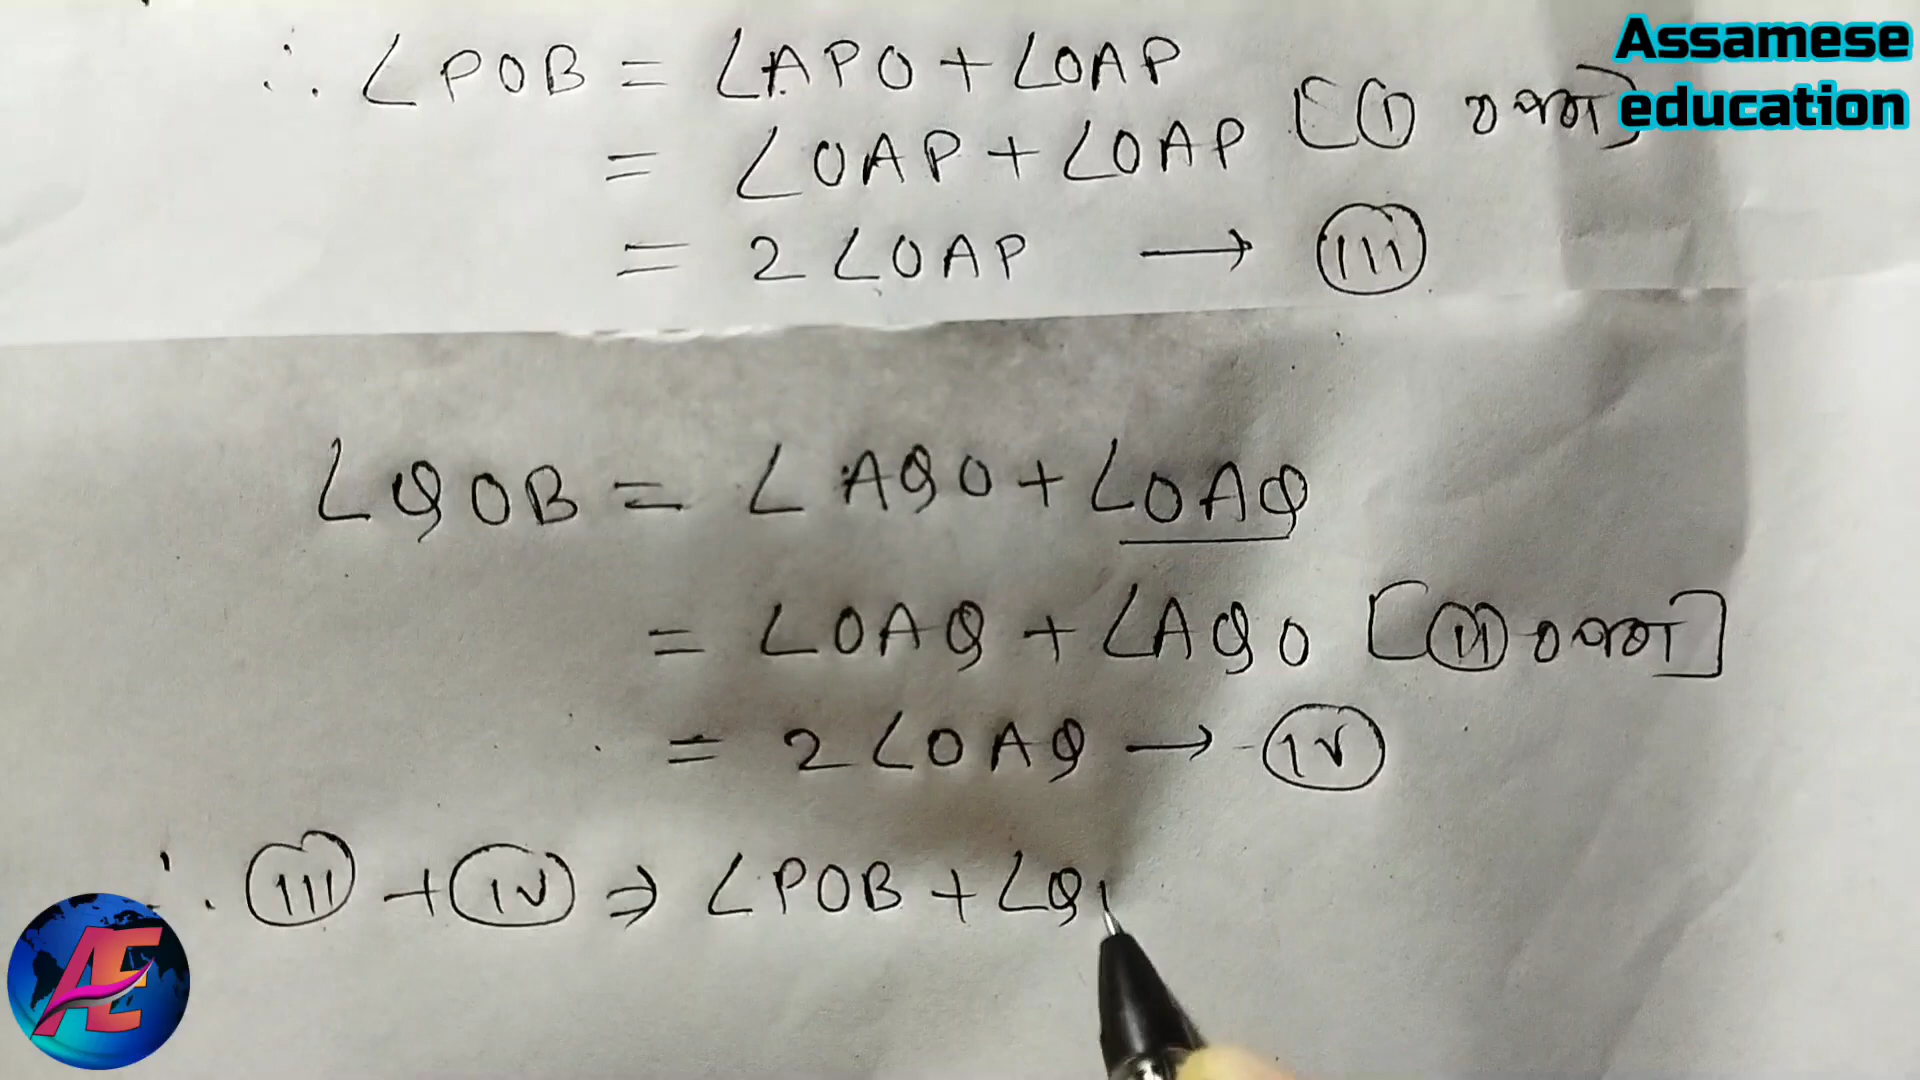 ∴ ∠POB = ∠APO + ∠OAP
= ∠OAP + ∠OAP [(i) ৰ পৰা]
= 2∠OAP → (iii)
∠QOB = ∠AQO + ∠OAQ
= ∠OAQ + ∠AQO [(ii) ৰ পৰা]
= 2∠OAQ → (iv)
∴ (iii) + (iv) ⇒ ∠POB + ∠Q
Assamese
education
AE